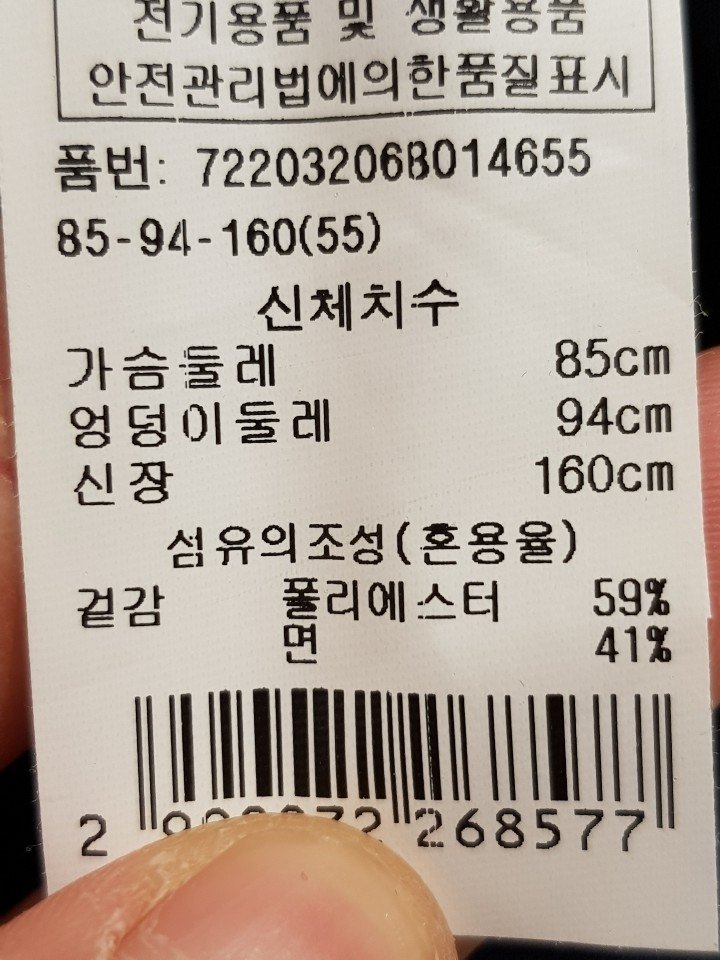 전기용품 및 생활용품
안전관리법에의한품질표시
품번: 722032068014655
85-94-160(55)
신체치수
가슴둘레 85cm
엉덩이둘레 94cm
신장 160cm
섬유의조성(혼용율)
겉감 폴리에스터 59%
면 41%
2 268577